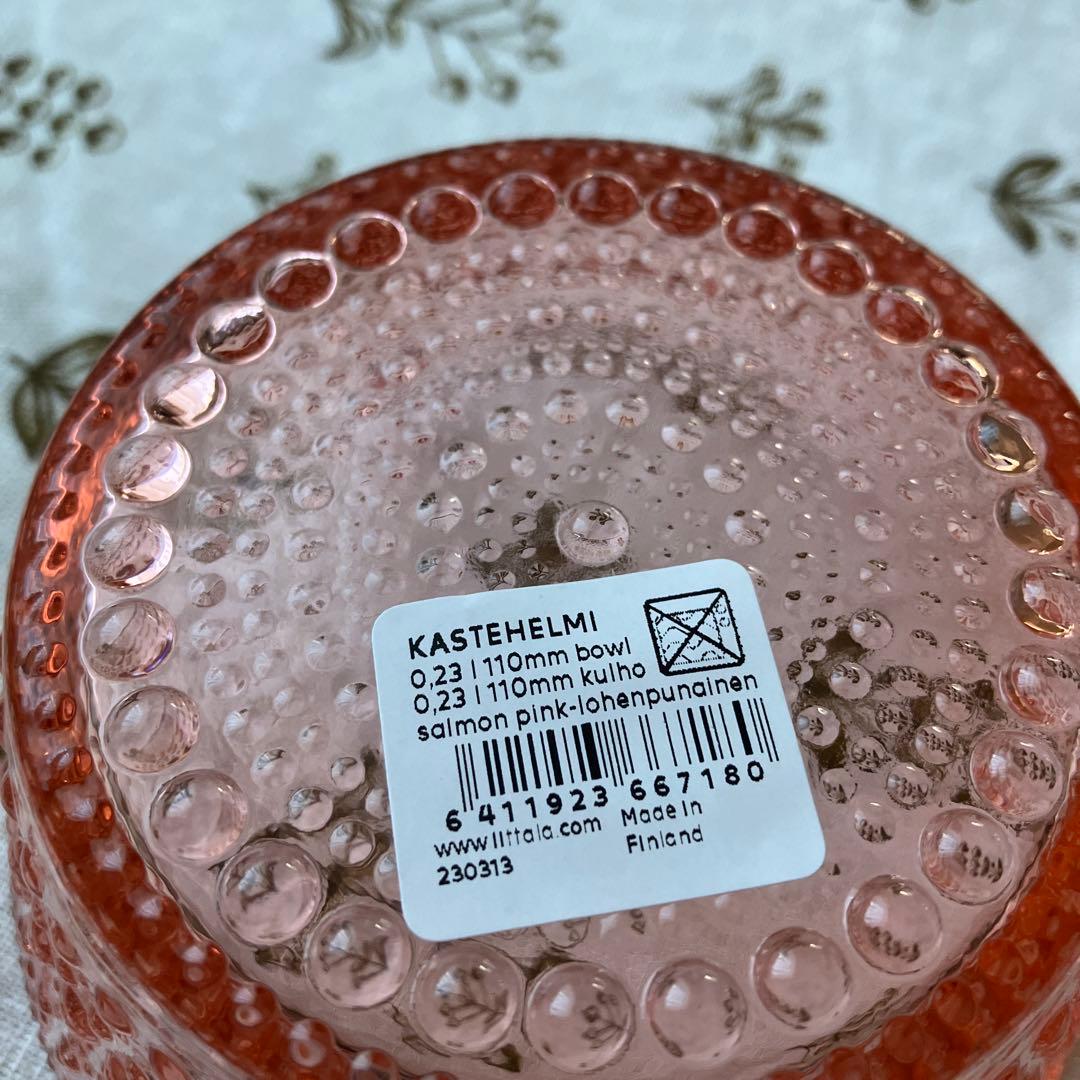 KASTEHELMI
0,23 l 110mm bowl
0,23 l 110mm kulho
salmon pink-lohenpunainen
6 411923 667180
www.iittala.com Made in
230313 Finland